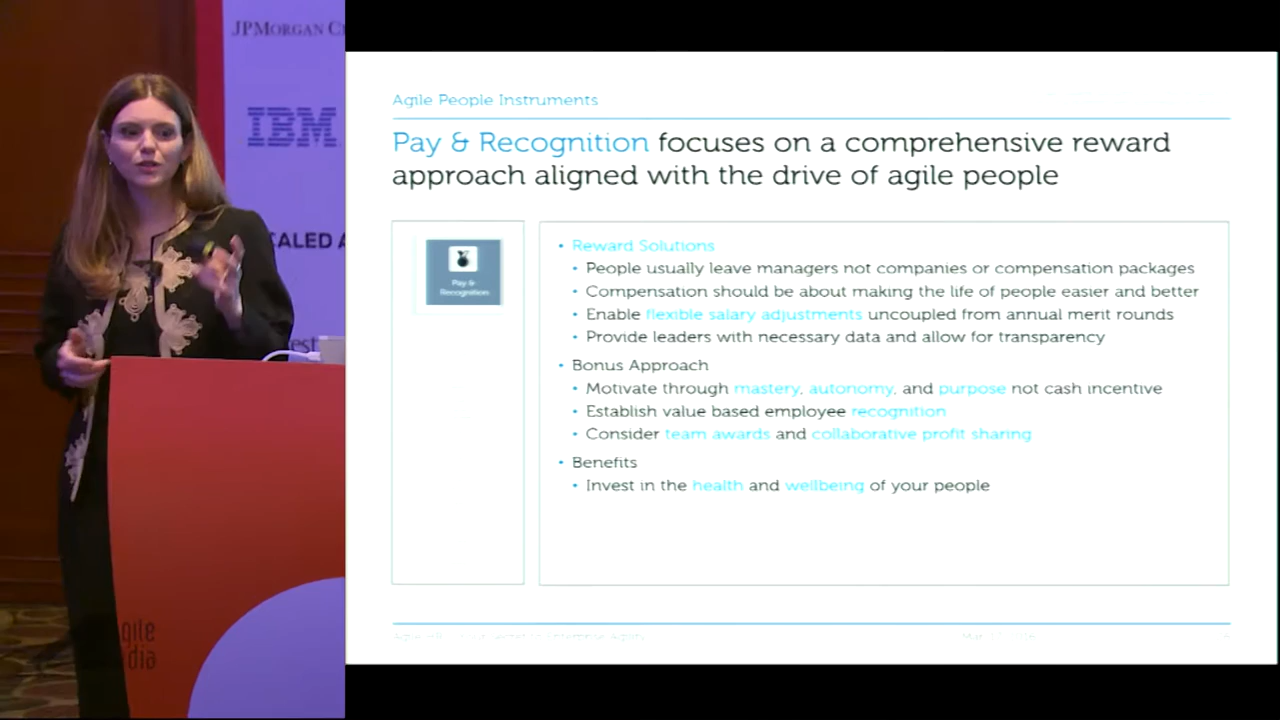 JPMORGAN C
IBM
CALED A
est
gile
dia
Agile People Instruments
Pay & Recognition focuses on a comprehensive reward
approach aligned with the drive of agile people
Pay &
Recognition
• Reward Solutions
• People usually leave managers not companies or compensation packages
• Compensation should be about making the life of people easier and better
• Enable flexible salary adjustments uncoupled from annual merit rounds
• Provide leaders with necessary data and allow for transparency
• Bonus Approach
• Motivate through mastery, autonomy, and purpose not cash incentive
• Establish value based employee recognition
• Consider team awards and collaborative profit sharing
• Benefits
• Invest in the health and wellbeing of your people